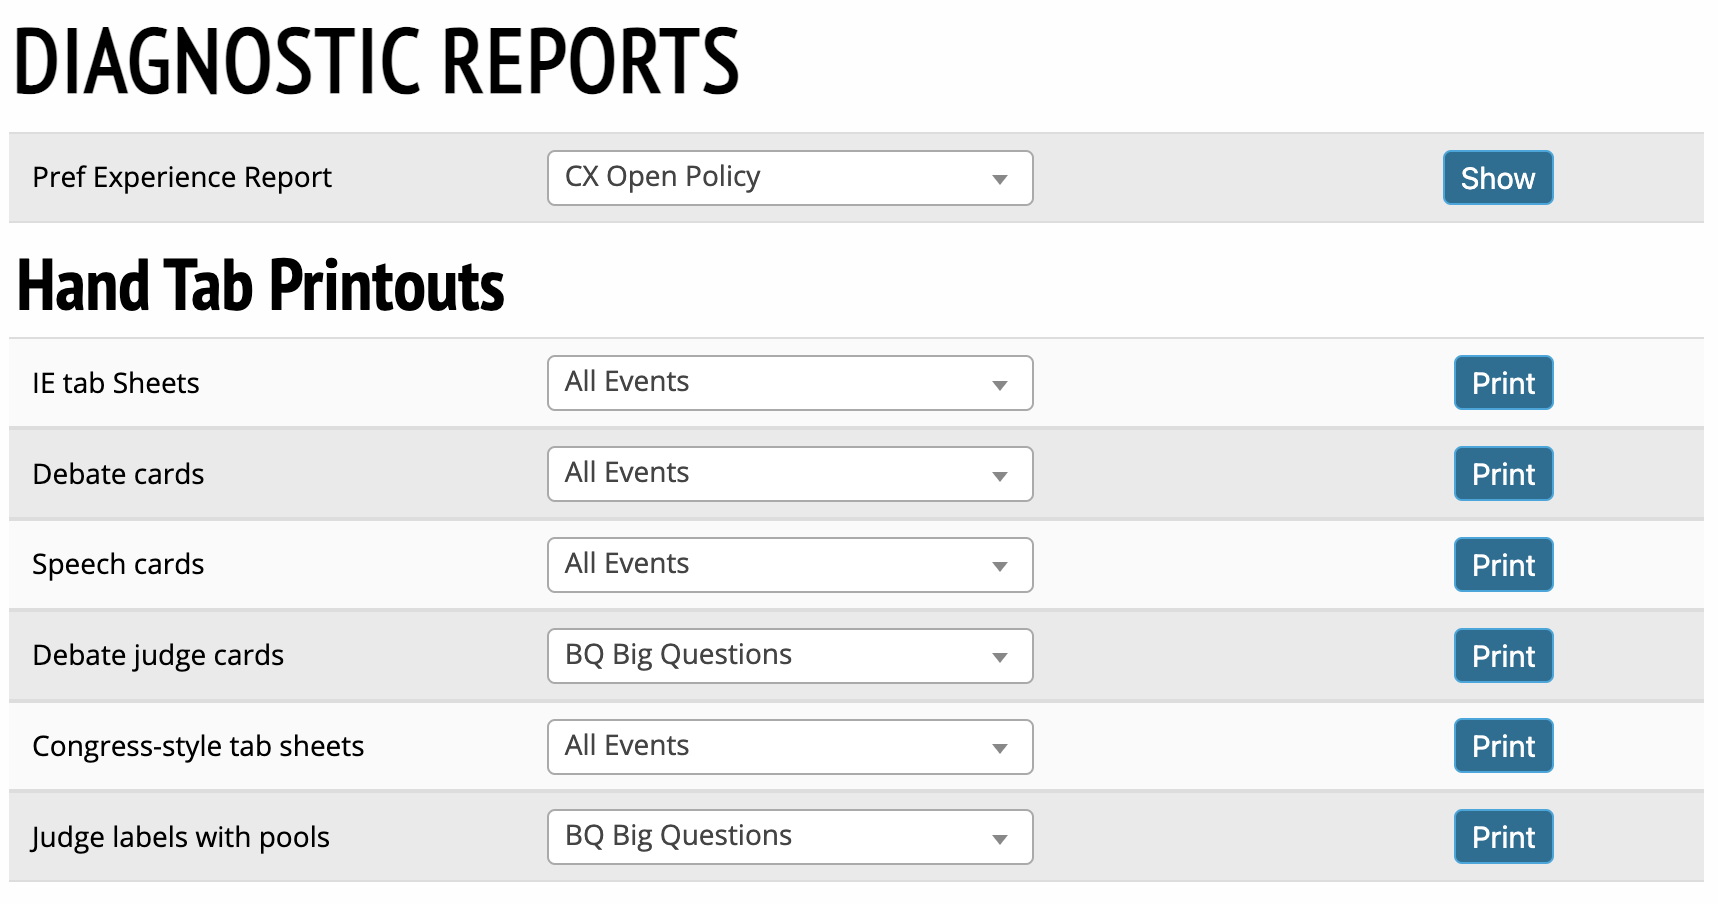 DIAGNOSTIC REPORTS
Pref Experience Report CX Open Policy Show
Hand Tab Printouts
IE tab Sheets All Events Print
Debate cards All Events Print
Speech cards All Events Print
Debate judge cards BQ Big Questions Print
Congress-style tab sheets All Events Print
Judge labels with pools BQ Big Questions Print